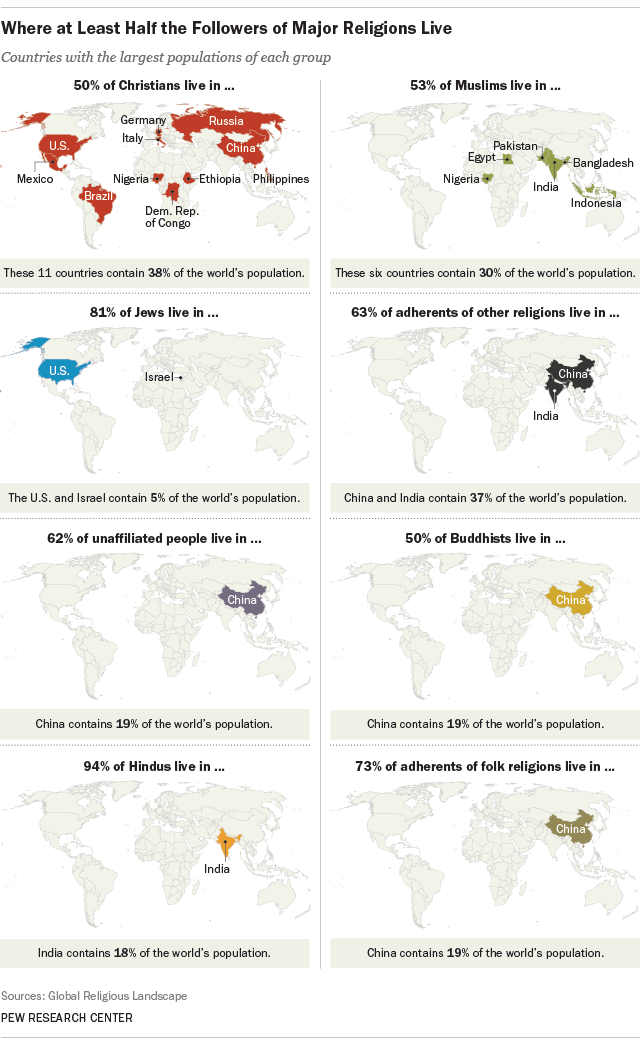 Where at Least Half the Followers of Major Religions Live
Countries with the largest populations of each group
50% of Christians live in ...
Germany
Russia
Italy
U.S.
China
Mexico
Nigeria
Ethiopia
Philippines
Brazil
Dem. Rep.
of Congo
These 11 countries contain 38% of the world's population.
53% of Muslims live in ...
Pakistan
Egypt
Bangladesh
Nigeria
India
Indonesia
These six countries contain 30% of the world's population.
81% of Jews live in ...
U.S.
Israel
The U.S. and Israel contain 5% of the world's population.
63% of adherents of other religions live in ...
China
India
China and India contain 37% of the world's population.
62% of unaffiliated people live in ...
China
China contains 19% of the world's population.
50% of Buddhists live in ...
China
China contains 19% of the world's population.
94% of Hindus live in ...
India
India contains 18% of the world's population.
73% of adherents of folk religions live in ...
China
China contains 19% of the world's population.
Sources: Global Religious Landscape
PEW RESEARCH CENTER